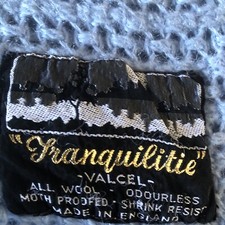 "Tranquilitie"
-VALCEL-
ALL WOOL - ODOURLESS
MOTH PROOFED - SHRINK RESIS
MADE IN ENGLAND